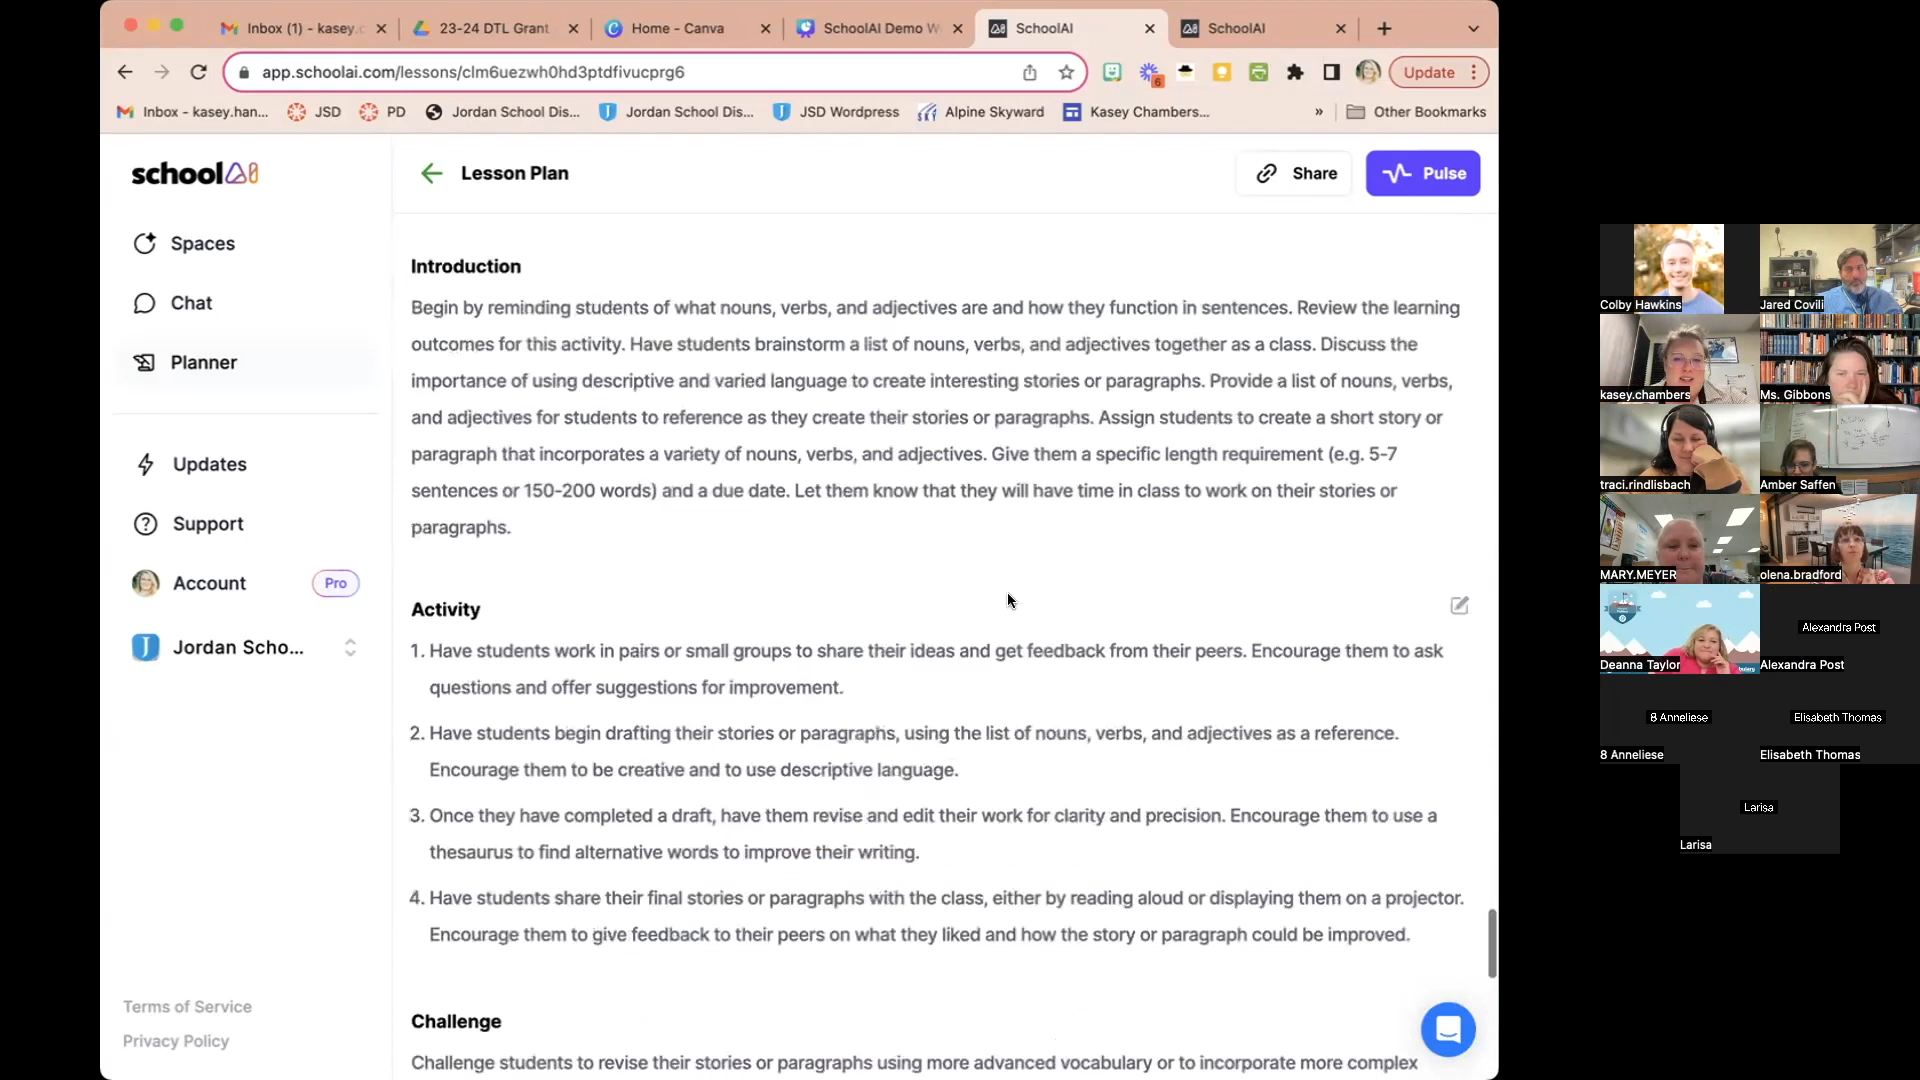 Inbox (1) - kasey.c
23-24 DTL Grant
Home - Canva
SchoolAI Demo W
SchoolAI
SchoolAI
app.schoolai.com/lessons/clm6uezwh0hd3ptdfivucprg6
6
Update
Inbox - kasey.han...
JSD
PD
Jordan School Dis...
Jordan School Dis...
JSD Wordpress
Alpine Skyward
Kasey Chambers...
»
Other Bookmarks
schoolAI
Spaces
Chat
Planner
Updates
Support
Account
Pro
Jordan Scho...
Terms of Service
Privacy Policy
Lesson Plan
Share
Pulse
Introduction
Begin by reminding students of what nouns, verbs, and adjectives are and how they function in sentences. Review the learning
outcomes for this activity. Have students brainstorm a list of nouns, verbs, and adjectives together as a class. Discuss the
importance of using descriptive and varied language to create interesting stories or paragraphs. Provide a list of nouns, verbs,
and adjectives for students to reference as they create their stories or paragraphs. Assign students to create a short story or
paragraph that incorporates a variety of nouns, verbs, and adjectives. Give them a specific length requirement (e.g. 5-7
sentences or 150-200 words) and a due date. Let them know that they will have time in class to work on their stories or
paragraphs.
Activity
1. Have students work in pairs or small groups to share their ideas and get feedback from their peers. Encourage them to ask
questions and offer suggestions for improvement.
2. Have students begin drafting their stories or paragraphs, using the list of nouns, verbs, and adjectives as a reference.
Encourage them to be creative and to use descriptive language.
3. Once they have completed a draft, have them revise and edit their work for clarity and precision. Encourage them to use a
thesaurus to find alternative words to improve their writing.
4. Have students share their final stories or paragraphs with the class, either by reading aloud or displaying them on a projector.
Encourage them to give feedback to their peers on what they liked and how the story or paragraph could be improved.
Challenge
Challenge students to revise their stories or paragraphs using more advanced vocabulary or to incorporate more complex
Colby Hawkins
Jared Covili
kasey.chambers
Ms. Gibbons
traci.rindlisbach
Amber Saffen
MARY.MEYER
olena.bradford
Deanna Taylor
Alexandra Post
Alexandra Post
8 Anneliese
Elisabeth Thomas
8 Anneliese
Elisabeth Thomas
Larisa
Larisa